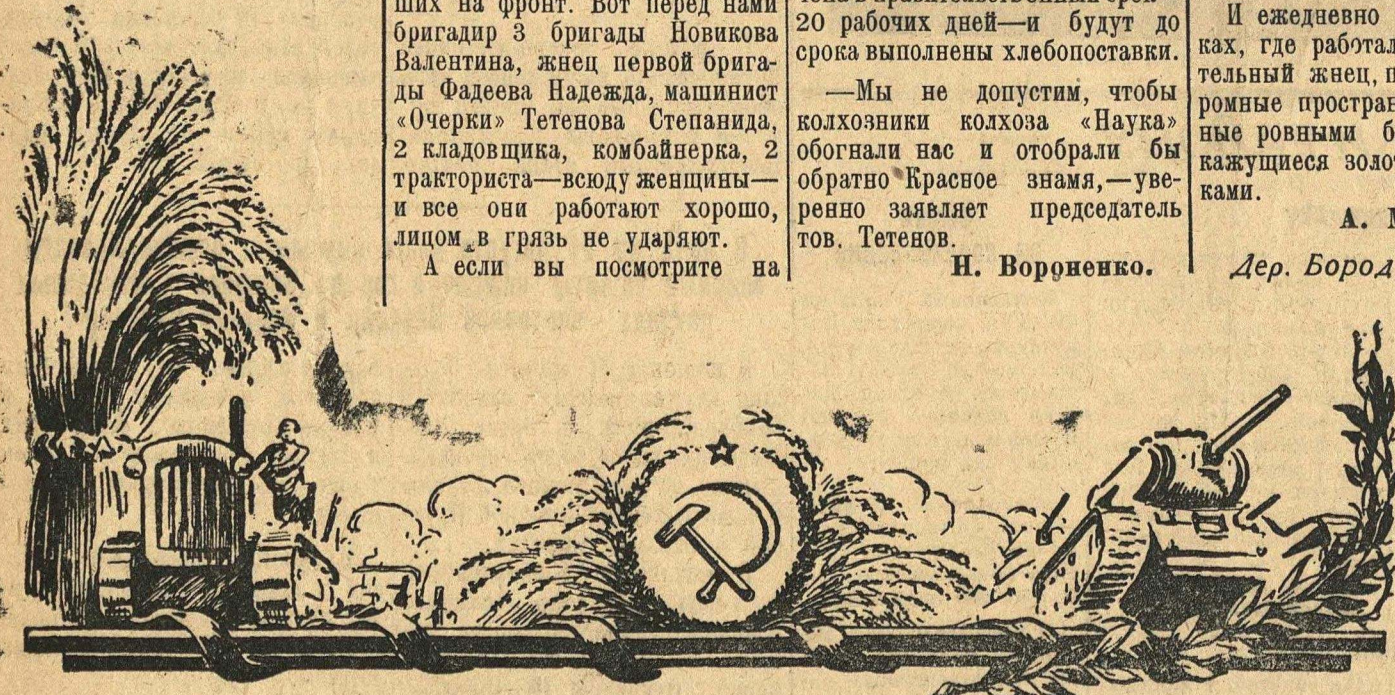 ших на фронт. Вот перед нами
бригадир 3 бригады Новикова
Валентина, жнец первой брига-
ды Фадеева Надежда, машинист
«Очерки» Тетенова Степанида,
2 кладовщика, комбайнерка, 2
тракториста—всюду женщины—
и все они работают хорошо,
лицом в грязь не ударяют.
А если вы посмотрите на
20 рабочих дней—и будут до
срока выполнены хлебопоставки.
—Мы не допустим, чтобы
колхозники колхоза «Наука»
обогнали нас и отобрали бы
обратно Красное знамя,—уве-
ренно заявляет председатель
тов. Тетенов.
Н. Вороненко.
И ежедневно
ках, где работал
тельный жнец, п
ромные простран
ные ровными б
кажущиеся золот
ками.
А.
Дер. Бород